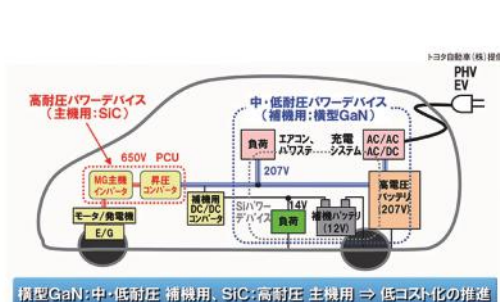 トヨタ自動車(株)提供
PHV
EV
高耐圧パワーデバイス
(主機用:SiC)
中・低耐圧パワーデバイス
(補機用:横型GaN)
負荷
エアコン、
パワステ
充電
システム
AC/AC
AC/DC
650V PCU
207V
MG主機
インバータ
昇圧
コンバータ
高電圧
バッテリ
(207V)
モータ/発電機
E/G
補機用
DC/DC
コンバータ
Siパワー
デバイス
14V
負荷
補機バッテリ
(12V)
横型GaN:中・低耐圧 補機用、SiC:高耐圧 主機用 ⇒ 低コスト化の推進